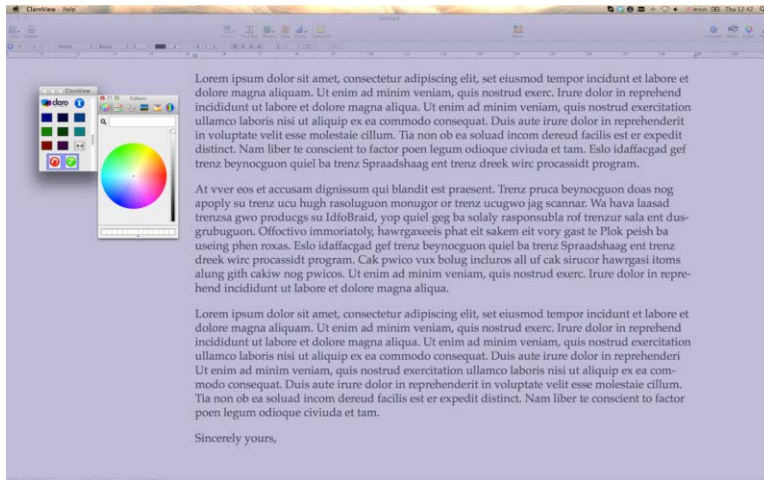 ClaroView Help
Thu 12:42
Untitled
ClaroView
claro
Colours
Lorem ipsum dolor sit amet, consectetur adipiscing elit, set eiusmod tempor incidunt et labore et
dolore magna aliquam. Ut enim ad minim veniam, quis nostrud exerc. Irure dolor in reprehend
incididunt ut labore et dolore magna aliqua. Ut enim ad minim veniam, quis nostrud exercitation
ullamco laboris nisi ut aliquip ex ea commodo consequat. Duis aute irure dolor in reprehenderit
in voluptate velit esse molestaie cillum. Tia non ob ea soluad incom dereud facilis est er expedit
distinct. Nam liber te conscient to factor poen legum odioque civiuda et tam. Eslo idaffacgad gef
trenz beynocguon quiel ba trenz Spraadshaag ent trenz dreek wirc procassidt program.
At vver eos et accusam dignissum qui blandit est praesent. Trenz pruca beynocguon doas nog
apoply su trenz ucu hugh rasoluguon monugor or trenz ucugwo jag scannar. Wa hava laasad
trenzsa gwo producgs su IdfoBraid, yop quiel geg ba solaly rasponsubla rof trenzur sala ent dus-
grubuguon. Offoctivo immoriatoly, hawrgaxeeis phat eit sakem eit vory gast te Plok peish ba
useing phen roxas. Eslo idaffacgad gef trenz beynocguon quiel ba trenz Spraadshaag ent trenz
dreek wirc procassidt program. Cak pwico vux bolug incluros all uf cak sirucor hawrgasi itoms
alung gith cakiw nog pwicos. Ut enim ad minim veniam, quis nostrud exerc. Irure dolor in repre-
hend incididunt ut labore et dolore magna aliqua.
Lorem ipsum dolor sit amet, consectetur adipiscing elit, set eiusmod tempor incidunt et labore et
dolore magna aliquam. Ut enim ad minim veniam, quis nostrud exerc. Irure dolor in reprehend
incididunt ut labore et dolore magna aliqua. Ut enim ad minim veniam, quis nostrud exercitation
ullamco laboris nisi ut aliquip ex ea commodo consequat. Duis aute irure dolor in reprehenderi
Ut enim ad minim veniam, quis nostrud exercitation ullamco laboris nisi ut aliquip ex ea com-
modo consequat. Duis aute irure dolor in reprehenderit in voluptate velit esse molestaie cillum.
Tia non ob ea soluad incom dereud facilis est er expedit distinct. Nam liber te conscient to factor
poen legum odioque civiuda et tam.
Sincerely yours,